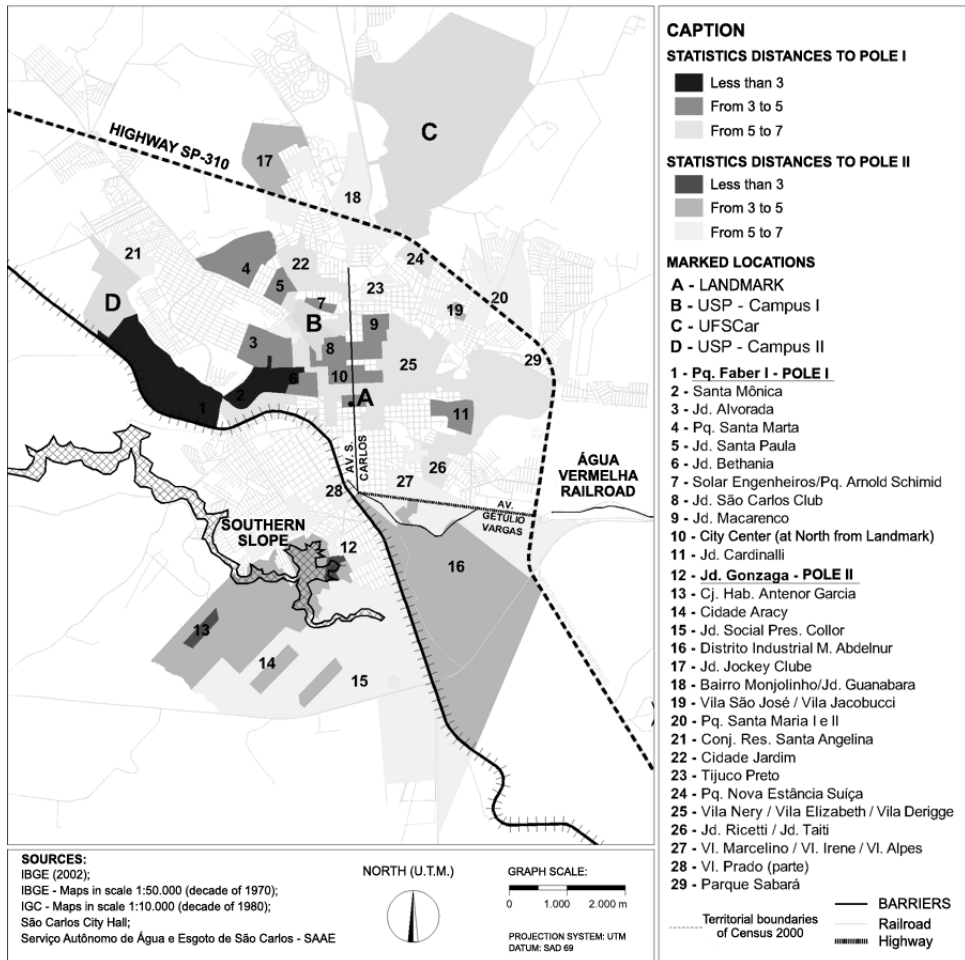 HIGHWAY SP-310
C
17
18
21
4
22
24
5
23
20
D
7
19
B
9
3
8
29
25
6
10
1
2
A
11
AV. S. CARLOS
ÁGUA
VERMELHA
RAILROAD
26
27
28
AV.
GETÚLIO
VARGAS
SOUTHERN
SLOPE
12
16
13
14
15
CAPTION
STATISTICS DISTANCES TO POLE I
Less than 3
From 3 to 5
From 5 to 7
STATISTICS DISTANCES TO POLE II
Less than 3
From 3 to 5
From 5 to 7
MARKED LOCATIONS
A - LANDMARK
B - USP - Campus I
C - UFSCar
D - USP - Campus II
1 - Pq. Faber I - POLE I
2 - Santa Mônica
3 - Jd. Alvorada
4 - Pq. Santa Marta
5 - Jd. Santa Paula
6 - Jd. Bethania
7 - Solar Engenheiros/Pq. Arnold Schimid
8 - Jd. São Carlos Club
9 - Jd. Macarenco
10 - City Center (at North from Landmark)
11 - Jd. Cardinalli
12 - Jd. Gonzaga - POLE II
13 - Cj. Hab. Antenor Garcia
14 - Cidade Aracy
15 - Jd. Social Pres. Collor
16 - Distrito Industrial M. Abdelnur
17 - Jd. Jockey Clube
18 - Bairro Monjolinho/Jd. Guanabara
19 - Vila São José / Vila Jacobucci
20 - Pq. Santa Maria I e II
21 - Conj. Res. Santa Angelina
22 - Cidade Jardim
23 - Tijuco Preto
24 - Pq. Nova Estância Suíça
25 - Vila Nery / Vila Elizabeth / Vila Derigge
26 - Jd. Ricetti / Jd. Taiti
27 - Vl. Marcelino / Vl. Irene / Vl. Alpes
28 - Vl. Prado (parte)
29 - Parque Sabará
Territorial boundaries
of Census 2000
BARRIERS
Railroad
Highway
SOURCES:
IBGE (2002);
IBGE - Maps in scale 1:50.000 (decade of 1970);
IGC - Maps in scale 1:10.000 (decade of 1980);
São Carlos City Hall;
Serviço Autônomo de Água e Esgoto de São Carlos - SAAE
NORTH (U.T.M.)
GRAPH SCALE:
0 1.000 2.000 m
PROJECTION SYSTEM: UTM
DATUM: SAD 69